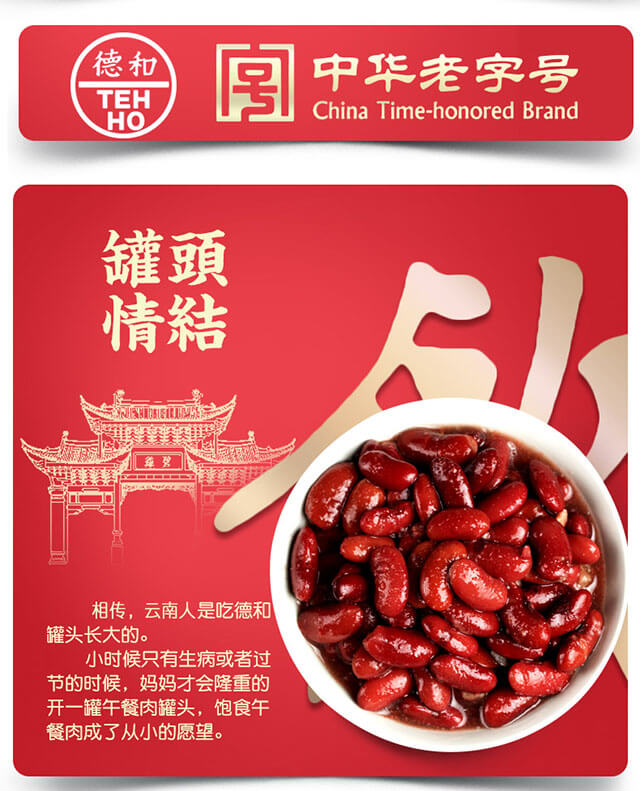 德和
TEH
HO
中华老字号
China Time-honored Brand
罐頭
情結
相传，云南人是吃德和
罐头长大的。
小时候只有生病或者过
节的时候，妈妈才会隆重的
开一罐午餐肉罐头，饱食午
餐肉成了从小的愿望。